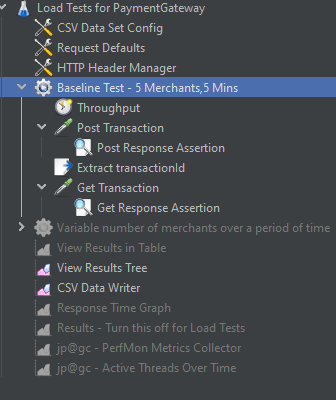 Load Tests for PaymentGateway
CSV Data Set Config
Request Defaults
HTTP Header Manager
Baseline Test - 5 Merchants,5 Mins
Throughput
Post Transaction
Post Response Assertion
Extract transactionId
Get Transaction
Get Response Assertion
Variable number of merchants over a period of time
View Results in Table
View Results Tree
CSV Data Writer
Response Time Graph
Results - Turn this off for Load Tests
jp@gc - PerfMon Metrics Collector
jp@gc - Active Threads Over Time